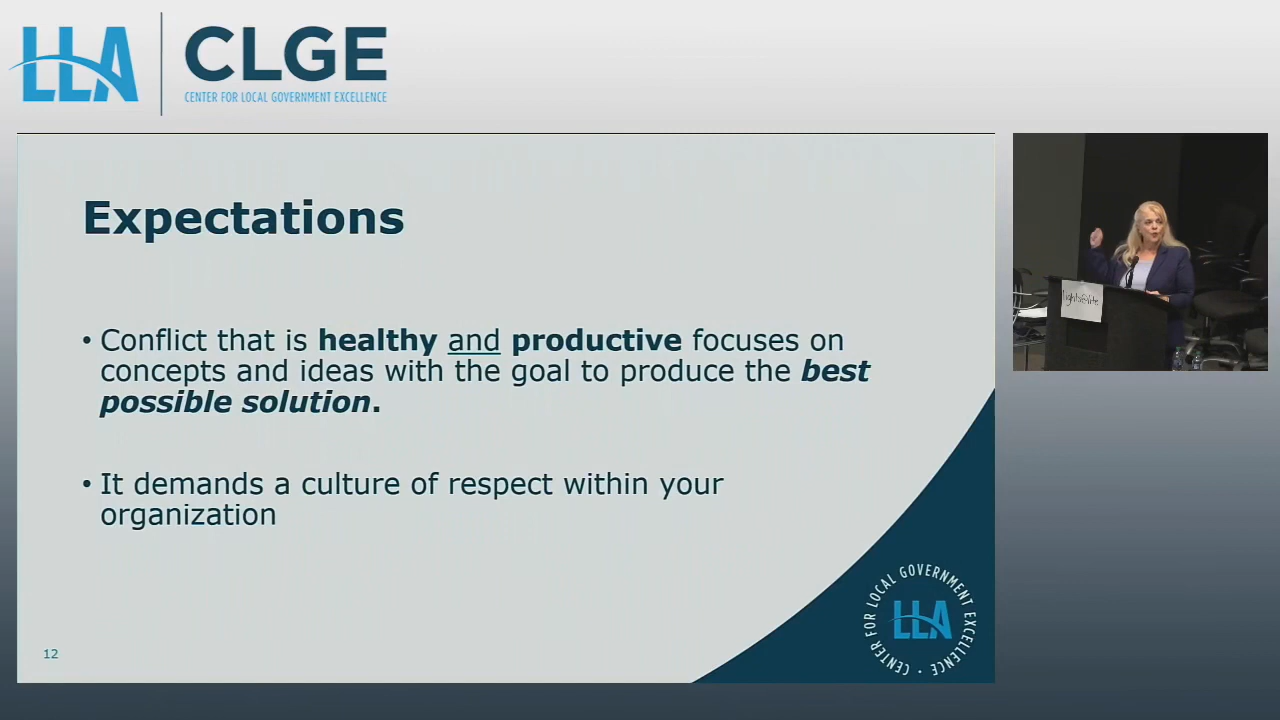 LLA
CLGE
CENTER FOR LOCAL GOVERNMENT EXCELLENCE
Expectations
• Conflict that is healthy and productive focuses on
concepts and ideas with the goal to produce the best
possible solution.
• It demands a culture of respect within your
organization
12
CENTER FOR LOCAL GOVERNMENT EXCELLENCE
LLA